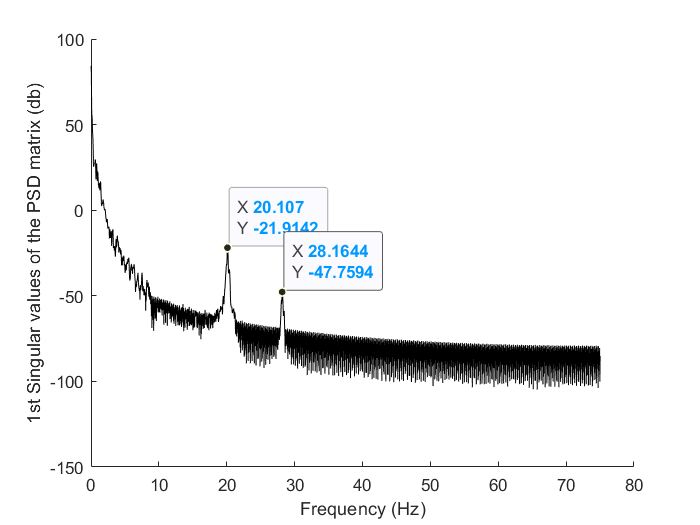 1st Singular values of the PSD matrix (db)
100
50
0
-50
-100
-150
X 20.107
Y -21.9142
X 28.1644
Y -47.7594
0 10 20 30 40 50 60 70 80
Frequency (Hz)